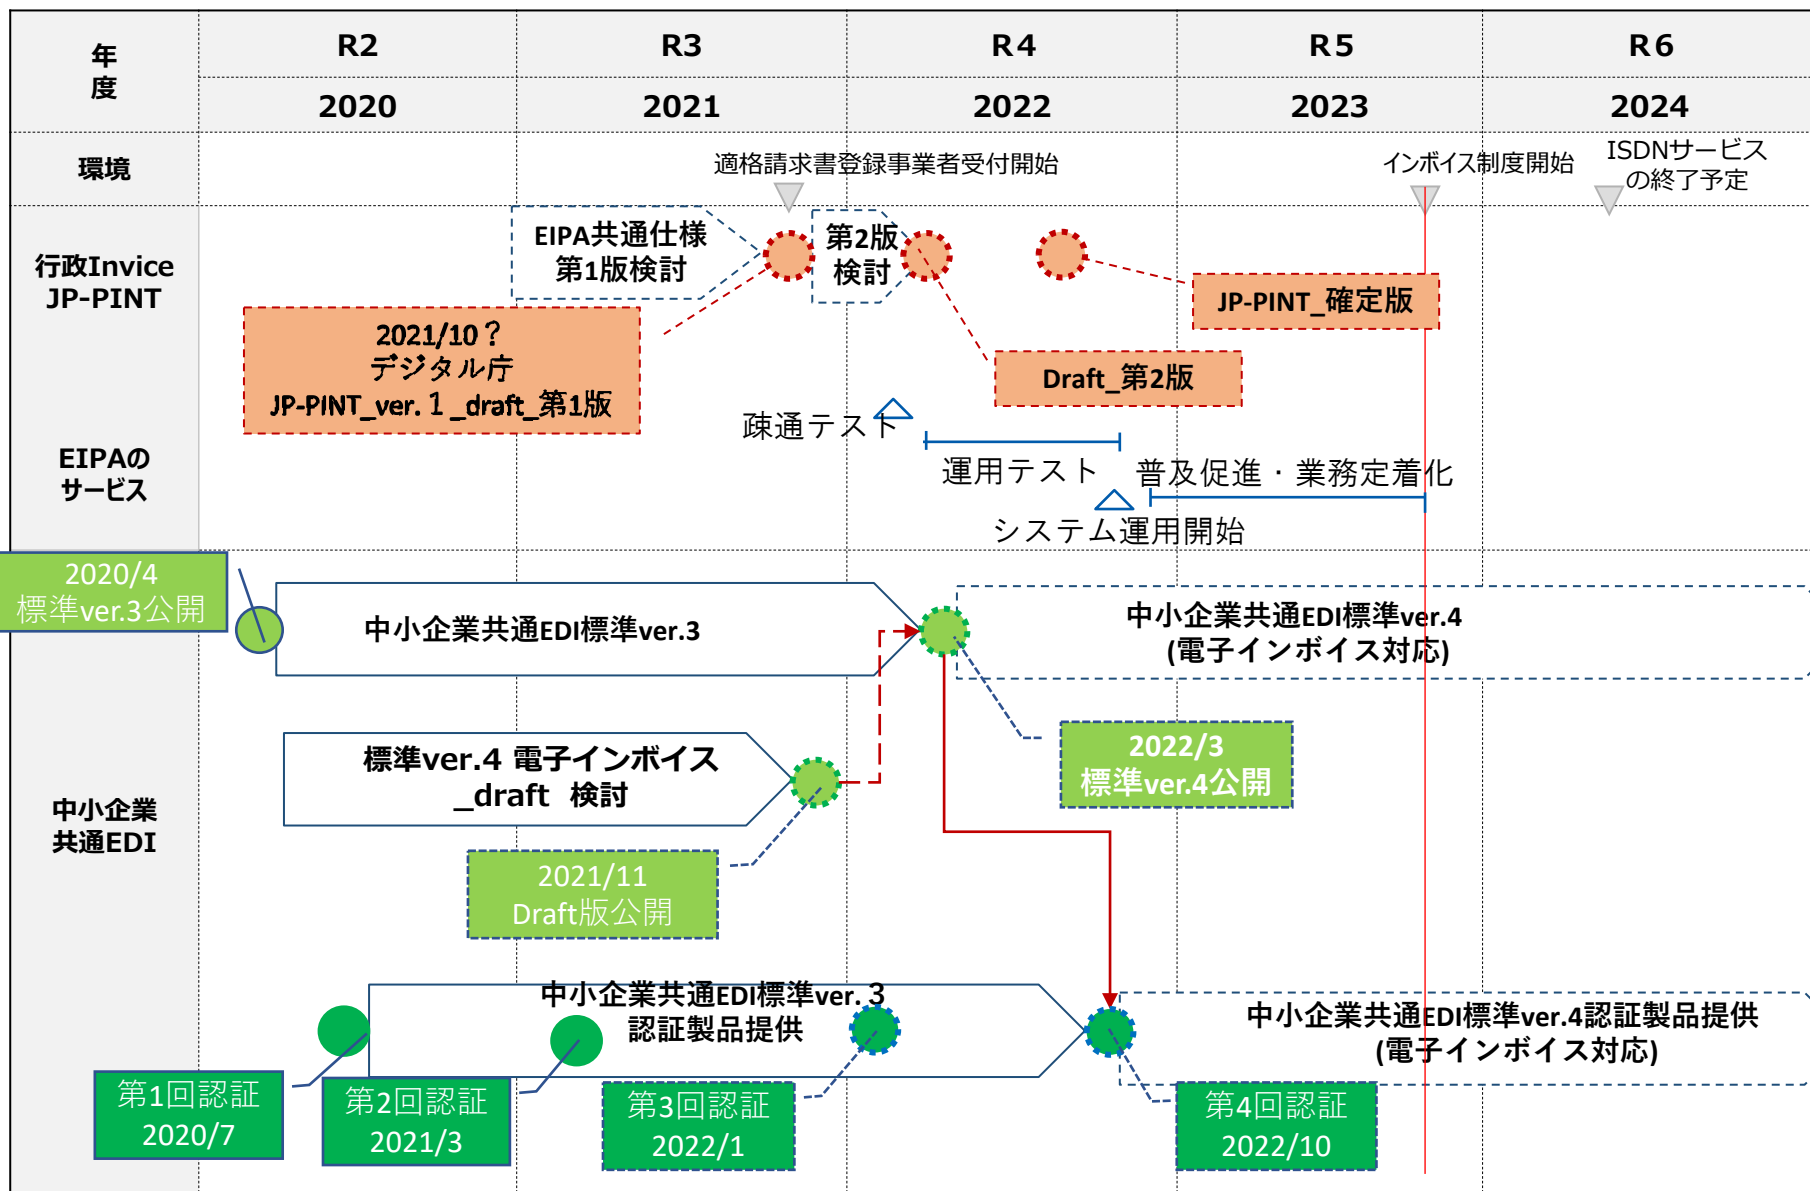 年
度
R2
R3
R4
R5
R6
2020
2021
2022
2023
2024
環境
適格請求書登録事業者受付開始
インボイス制度開始
ISDNサービス
の終了予定
行政Invice
JP-PINT
EIPA共通仕様
第1版検討
第2版
検討
JP-PINT_確定版
2021/10？
デジタル庁
JP-PINT_ver.１_draft_第1版
Draft_第2版
EIPAの
サービス
疎通テスト
運用テスト
普及促進・業務定着化
システム運用開始
2020/4
標準ver.3公開
中小企業共通EDI標準ver.3
中小企業共通EDI標準ver.4
(電子インボイス対応)
中小企業
共通EDI
標準ver.4 電子インボイス
_draft 検討
2022/3
標準ver.4公開
2021/11
Draft版公開
中小企業共通EDI標準ver.３
認証製品提供
中小企業共通EDI標準ver.4認証製品提供
(電子インボイス対応)
第1回認証
2020/7
第2回認証
2021/3
第3回認証
2022/1
第4回認証
2022/10